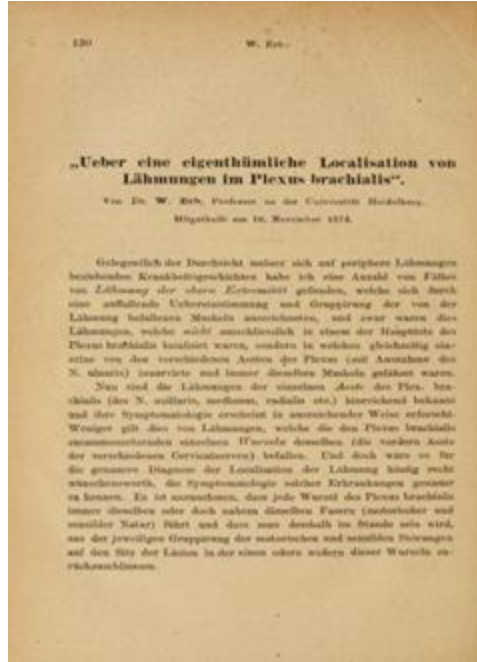 130 W. Erb.
„Ueber eine eigenthümliche Localisation von
Lähmungen im Plexus brachialis“.
Von Dr. W. Erb, Professor an der Universität Heidelberg.
Mitgetheilt am 10. November 1874.
Gelegentlich der Durchsicht meiner sich auf periphere Lähmungen
beziehenden Krankheitsgeschichten habe ich eine Anzahl von Fällen
von Lähmung der obern Extremität gefunden, welche sich durch
eine auffallende Uebereinstimmung und Gruppirung der von der
Lähmung befallenen Muskeln auszeichneten, und zwar waren dies
Lähmungen, welche nicht ausschliesslich in einem der Hauptäste des
Plexus brachialis localisirt waren, sondern in welchen gleichzeitig ein-
zelne von den verschiedenen Aesten des Plexus (mit Ausnahme des
N. ulnaris) innervirte und immer dieselben Muskeln gelähmt waren.
Nun sind die Lähmungen der einzelnen Aeste des Plex. bra-
chialis (des N. axillaris, medianus, radialis etc.) hinreichend bekannt
und ihre Symptomatologie erscheint in ausreichender Weise erforscht.
Weniger gilt dies von Lähmungen, welche die den Plexus brachialis
zusammensetzenden einzelnen Wurzeln desselben (die vordern Aeste
der verschiedenen Cervicalnerven) befallen. Und doch wäre es für
die genauere Diagnose der Localisation der Lähmung häufig recht
wünschenswerth, die Symptomatologie solcher Erkrankungen genauer
zu kennen. Es ist anzunehmen, dass jede Wurzel des Plexus brachialis
immer dieselben oder doch nahezu dieselben Fasern (motorischer und
sensibler Natur) führt und dass man deshalb im Stande sein wird,
aus der jeweiligen Gruppirung der motorischen und sensiblen Störungen
auf den Sitz der Läsion in der einen oder andern dieser Wurzeln zu-
rückzuschliessen.